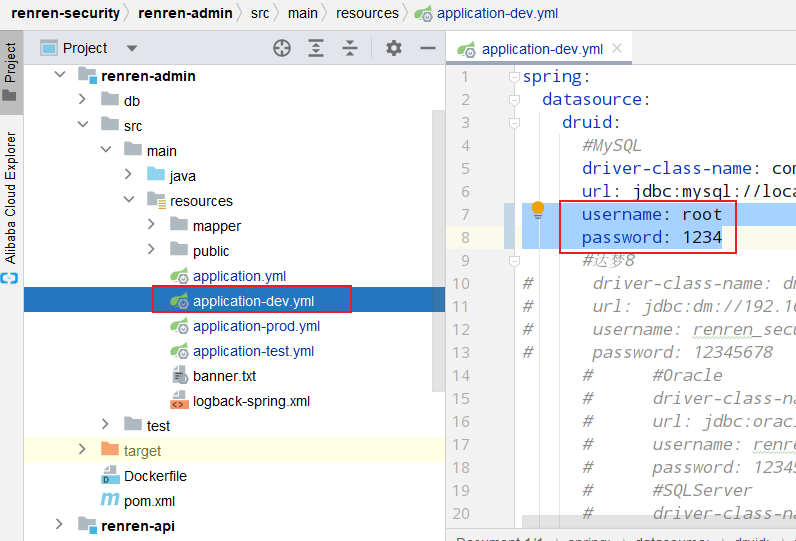 renren-security renren-admin src main resources application-dev.yml
Project
Alibaba Cloud Explorer
Project
renren-admin
db
src
main
java
resources
mapper
public
application.yml
application-dev.yml
application-prod.yml
application-test.yml
banner.txt
logback-spring.xml
test
target
Dockerfile
pom.xml
renren-api
application-dev.yml
1 spring:
2 datasource:
3 druid:
4 #MySQL
5 driver-class-name: com
6 url: jdbc:mysql://loca
7 username: root
8 password: 1234
9 #达梦8
10 # driver-class-name: dm
11 # url: jdbc:dm://192.16
12 # username: renren_secu
13 # password: 12345678
14 # #Oracle
15 # driver-class-na
16 # url: jdbc:orac
17 # username: renre
18 # password: 12345
19 # #SQLServer
20 # driver-class-na
Document 1/1 spring: datasource: druid: